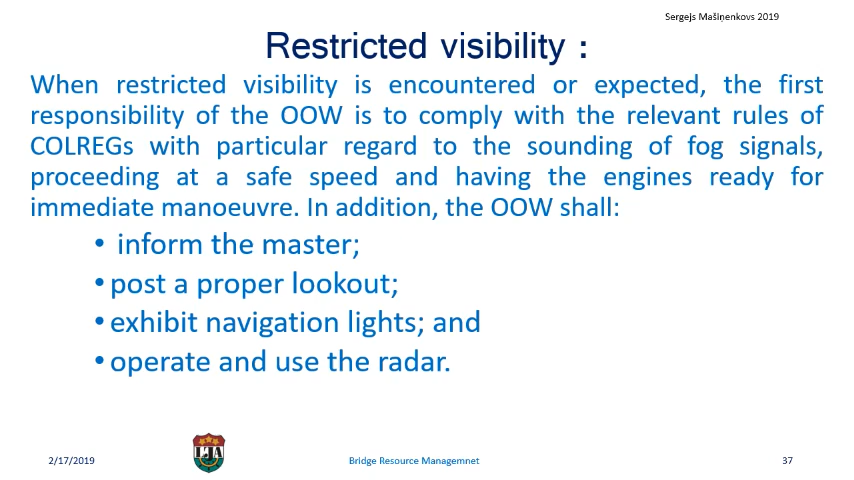 Sergejs Mašiņenkovs 2019
Restricted visibility :
When restricted visibility is encountered or expected, the first
responsibility of the OOW is to comply with the relevant rules of
COLREGs with particular regard to the sounding of fog signals,
proceeding at a safe speed and having the engines ready for
immediate manoeuvre. In addition, the OOW shall:
• inform the master;
• post a proper lookout;
• exhibit navigation lights; and
• operate and use the radar.
LJA
2/17/2019
Bridge Resource Managemnet
37